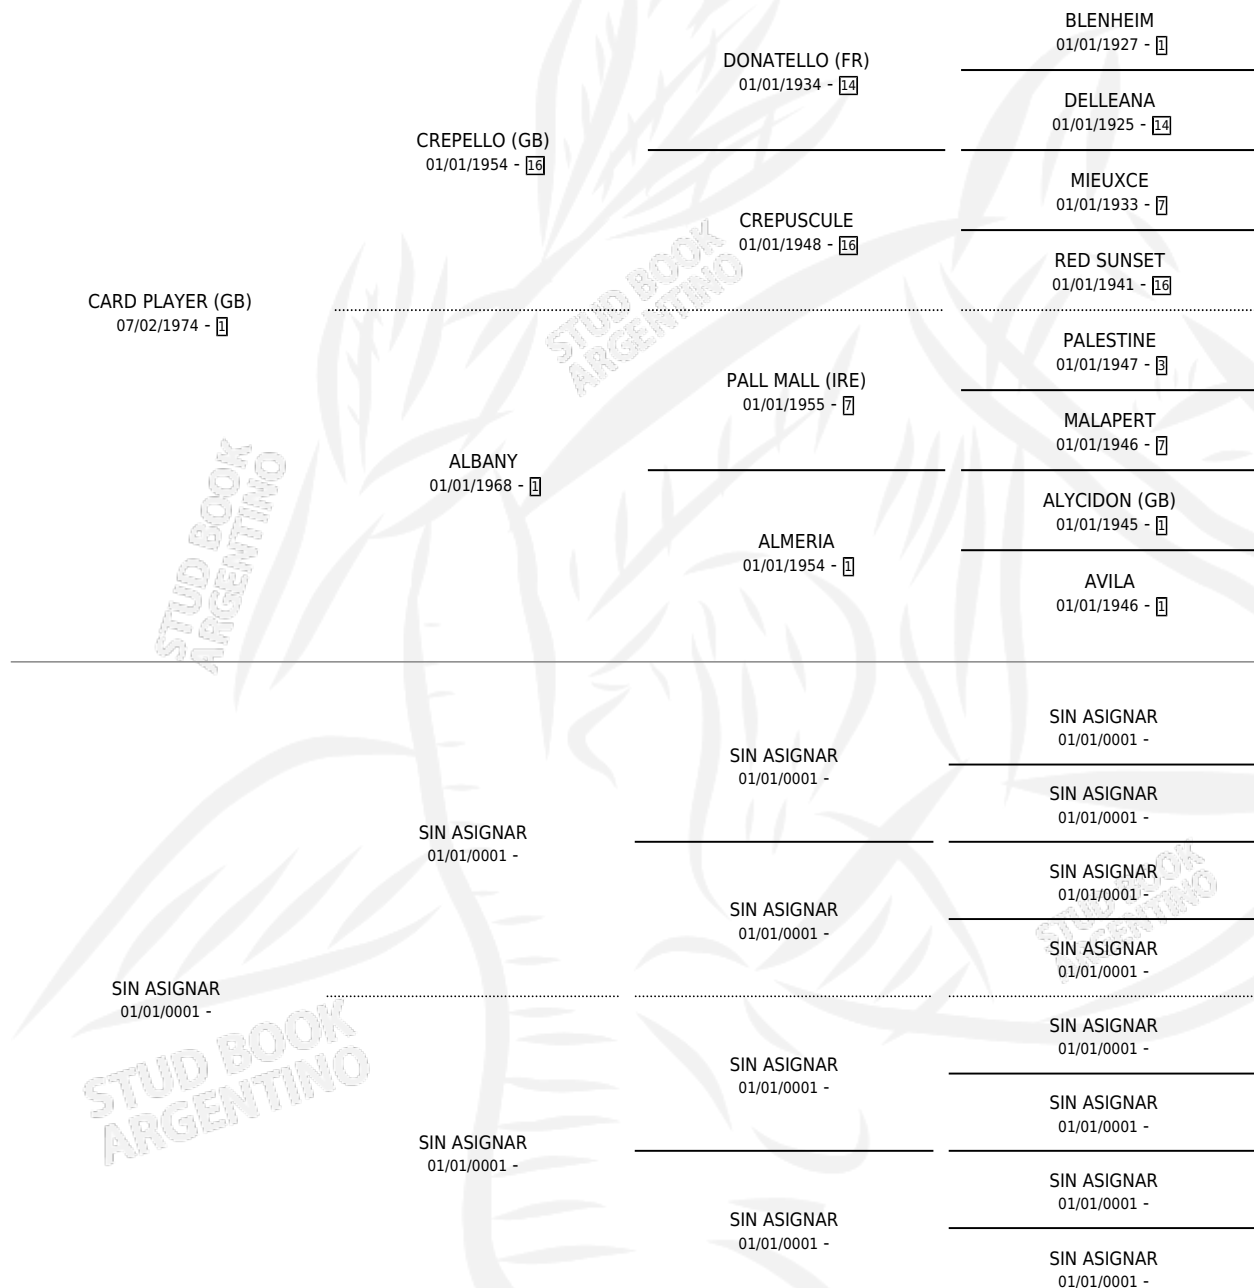 BLENHEIM
01/01/1927 - 1
DONATELLO (FR)
01/01/1934 - 14
DELLEANA
01/01/1925 - 14
CREPELLO (GB)
01/01/1954 - 16
MIEUXCE
01/01/1933 - 7
CREPUSCULE
01/01/1948 - 16
RED SUNSET
01/01/1941 - 16
CARD PLAYER (GB)
07/02/1974 - 1
PALESTINE
01/01/1947 - 3
PALL MALL (IRE)
01/01/1955 - 7
MALAPERT
01/01/1946 - 7
ALBANY
01/01/1968 - 1
ALYCIDON (GB)
01/01/1945 - 1
ALMERIA
01/01/1954 - 1
AVILA
01/01/1946 - 1
SIN ASIGNAR
01/01/0001 -
SIN ASIGNAR
01/01/0001 -
SIN ASIGNAR
01/01/0001 -
SIN ASIGNAR
01/01/0001 -
SIN ASIGNAR
01/01/0001 -
SIN ASIGNAR
01/01/0001 -
SIN ASIGNAR
01/01/0001 -
SIN ASIGNAR
01/01/0001 -
SIN ASIGNAR
01/01/0001 -
SIN ASIGNAR
01/01/0001 -
SIN ASIGNAR
01/01/0001 -
SIN ASIGNAR
01/01/0001 -
SIN ASIGNAR
01/01/0001 -
SIN ASIGNAR
01/01/0001 -
SIN ASIGNAR
01/01/0001 -
STUD BOOK
ARGENTINO
STUD BOOK
ARGENTINO
STUD BOOK
ARGENTINO
STUD BOOK
ARGENTINO